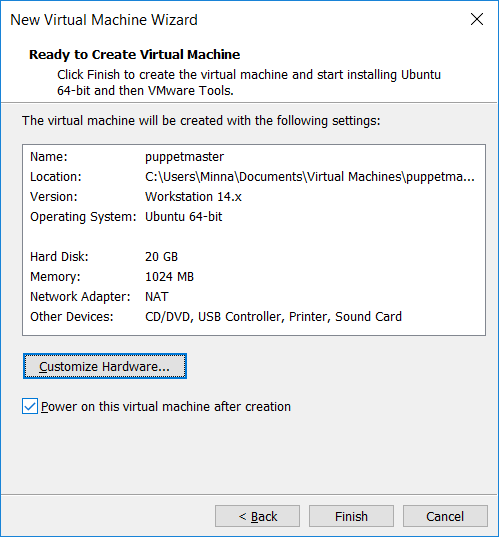 New Virtual Machine Wizard
Ready to Create Virtual Machine
Click Finish to create the virtual machine and start installing Ubuntu
64-bit and then VMware Tools.
The virtual machine will be created with the following settings:
Name: puppetmaster
Location: C:\Users\Minna\Documents\Virtual Machines\puppetma...
Version: Workstation 14.x
Operating System: Ubuntu 64-bit
Hard Disk: 20 GB
Memory: 1024 MB
Network Adapter: NAT
Other Devices: CD/DVD, USB Controller, Printer, Sound Card
Customize Hardware...
Power on this virtual machine after creation
< Back Finish Cancel